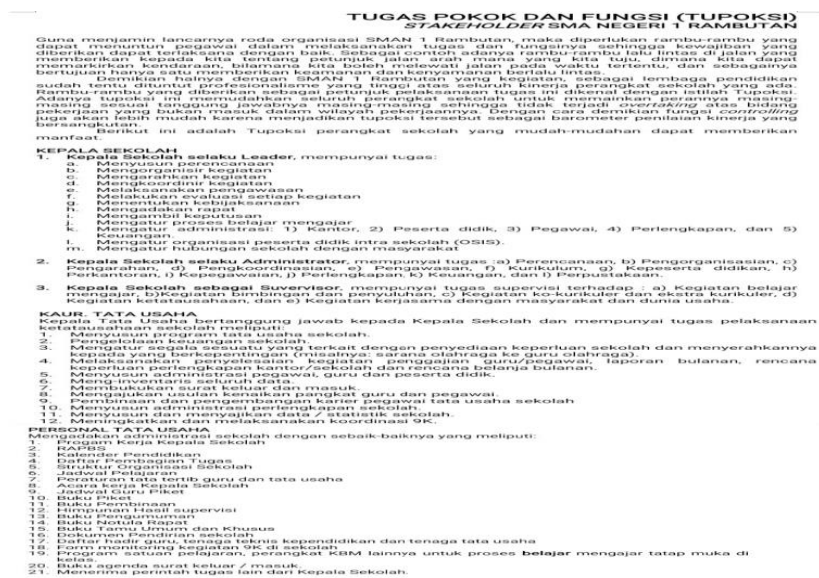 TUGAS POKOK DAN FUNGSI (TUPOKSI)
STAKEHOLDER SMA NEGERI 1 RAMBUTAN
Guna menjamin lancarnya roda organisasi SMAN 1 Rambutan, maka diperlukan rambu-rambu yang
dapat menuntun pegawai dalam melaksanakan tugas dan fungsinya sehingga kewajiban yang
diberikan dapat terlaksana dengan baik. Sebagai contoh adanya rambu-rambu lalu lintas di jalan yang
memberikan kepada kita tentang petunjuk jalan arah mana yang kita tuju, dimana kita dapat
memarkirkan kendaraan, bilamana kita boleh melewati jalan pada waktu tertentu, dan sebagainya
bertujuan hanya satu memberikan keamanan dan kenyamanan berlalu lintas.
Demikian halnya dengan SMAN 1 Rambutan yang kegiatan, sebagai lembaga pendidikan
sudah tentu dituntut profesionalisme yang tinggi atas seluruh kinerja perangkat sekolah yang ada.
Rambu-rambu yang diberikan sebagai petunjuk pelaksanaan tugas ini dikenal dengan istilah Tupoksi.
Adanya tupoksi ini memudahkan seluruh perangkat sekolah untuk memainkan perannya masing-
masing sesuai tanggung jawabnya masing-masing sehingga tidak terjadi overtaking atas bidang
pekerjaan yang bukan masuk dalam wilayah pekerjaannya. Dengan cara demikian fungsi controlling
juga akan lebih mudah karena menjadikan tupoksi tersebut sebagai barometer penilaian kinerja yang
bersangkutan.
Berikut ini adalah Tupoksi perangkat sekolah yang mudah-mudahan dapat memberikan
manfaat.
KEPALA SEKOLAH
1. Kepala Sekolah selaku Leader, mempunyai tugas:
a. Menyusun perencanaan
b. Mengorganisir kegiatan
c. Mengarahkan kegiatan
d. Mengkoordinir kegiatan
e. Melaksanakan pengawasan
f. Melakukan evaluasi setiap kegiatan
g. Menentukan kebijaksanaan
h. Mengadakan rapat
i. Mengambil keputusan
j. Mengatur proses belajar mengajar
k. Mengatur administrasi: 1) Kantor, 2) Peserta didik, 3) Pegawai, 4) Perlengkapan, dan 5)
Keuangan.
l. Mengatur organisasi peserta didik intra sekolah (OSIS).
m. Mengatur hubungan sekolah dengan masyarakat
2. Kepala Sekolah selaku Administrator, mempunyai tugas :a) Perencanaan, b) Pengorganisasian, c)
Pengarahan, d) Pengkoordinasian, e) Pengawasan, f) Kurikulum, g) Kepeserta didikan, h)
Perkantoran, i) Kepegawaian, j) Perlengkapan, k) Keuangan, dan l) Perpustakan.
3. Kepala Sekolah sebagai Suvervisor, mempunyai tugas supervisi terhadap : a) Kegiatan belajar
mengajar, b)Kegiatan bimbingan dan penyuluhan, c) Kegiatan ko-kurikuler dan ekstra kurikuler, d)
Kegiatan ketatausahaan, dan e) Kegiatan kerjasama dengan masyarakat dan dunia usaha.
KAUR. TATA USAHA
Kepala Tata Usaha bertanggung jawab kepada Kepala Sekolah dan mempunyai tugas pelaksanaan
ketatausahaan sekolah meliputi:
1. Menyusun program tata usaha sekolah.
2. Pengelolaan keuangan sekolah.
3. Mengatur segala sesuatu yang terkait dengan penyediaan keperluan sekolah dan menyerahkannya
kepada yang berkepentingan (misalnya: sarana olahraga ke guru olahraga).
4. Melaksanakan penyelesaian kegiatan penggajian guru/pegawai, laporan bulanan, rencana
keperluan perlengkapan kantor/sekolah dan rencana belanja bulanan.
5. Menyusun administrasi pegawai, guru dan peserta didik.
6. Meng-inventaris seluruh data.
7. Membukukan surat keluar dan masuk.
8. Mengajukan usulan kenaikan pangkat guru dan pegawai.
9. Pembinaan dan pengembangan karier pegawai tata usaha sekolah
10. Menyusun administrasi perlengkapan sekolah.
11. Menyusun dan menyajikan data / statistik sekolah.
12. Meningkatkan dan melaksanakan koordinasi 9K.
PERSONAL TATA USAHA
Mengadakan administrasi sekolah dengan sebaik-baiknya yang meliputi:
1. Progam Kerja Kepala Sekolah
2. RAPBS
3. Kalender Pendidikan
4. Daftar Pembagian Tugas
5. Struktur Organisasi Sekolah
6. Jadwal Pelajaran
7. Peraturan tata tertib guru dan tata usaha
8. Acara kerja Kepala Sekolah
9. Jadwal Guru Piket
10. Buku Piket
11. Buku Pembinaan
12. Himpunan Hasil supervisi
13. Buku Pengumuman
14. Buku Notula Rapat
15. Buku Tamu Umum dan Khusus
16. Dokumen Pendirian sekolah
17. Daftar hadir guru, tenaga teknis kependidikan dan tenaga tata usaha
18. Form monitoring kegiatan 9K di sekolah
19. Program satuan pelajaran, perangkat KBM lainnya untuk proses belajar mengajar tatap muka di
kelas.
20. Buku agenda surat keluar / masuk.
21. Menerima perintah tugas lain dari Kepala Sekolah.